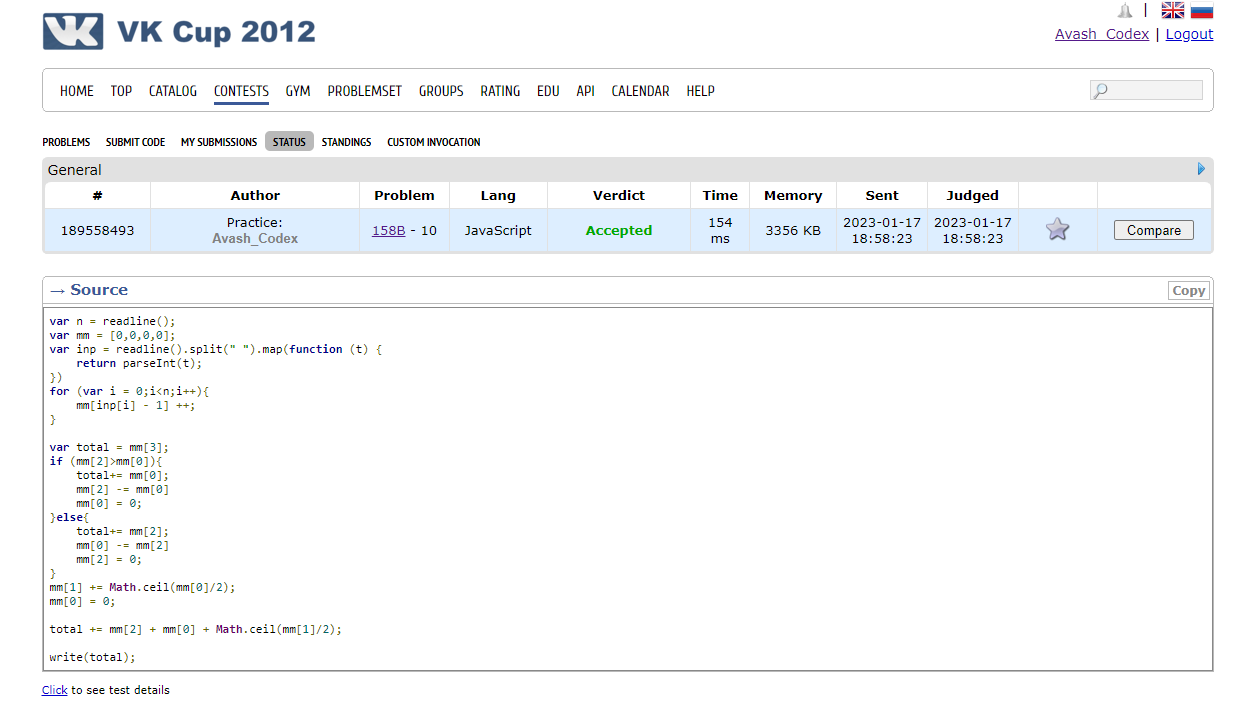 VK Cup 2012
|
Avash_Codex | Logout
HOME TOP CATALOG CONTESTS GYM PROBLEMSET GROUPS RATING EDU API CALENDAR HELP
PROBLEMS SUBMIT CODE MY SUBMISSIONS STATUS STANDINGS CUSTOM INVOCATION
General
# Author Problem Lang Verdict Time Memory Sent Judged
189558493 Practice: Avash_Codex 158B - 10 JavaScript Accepted 154 ms 3356 KB 2023-01-17 18:58:23 2023-01-17 18:58:23 Compare
→ Source Copy
var n = readline();
var mm = [0,0,0,0];
var inp = readline().split(" ").map(function (t) {
    return parseInt(t);
})
for (var i = 0;i<n;i++){
    mm[inp[i] - 1] ++;
}

var total = mm[3];
if (mm[2]>mm[0]){
    total+= mm[0];
    mm[2] -= mm[0]
    mm[0] = 0;
}else{
    total+= mm[2];
    mm[0] -= mm[2]
    mm[2] = 0;
}
mm[1] += Math.ceil(mm[0]/2);
mm[0] = 0;

total += mm[2] + mm[0] + Math.ceil(mm[1]/2);

write(total);
Click to see test details